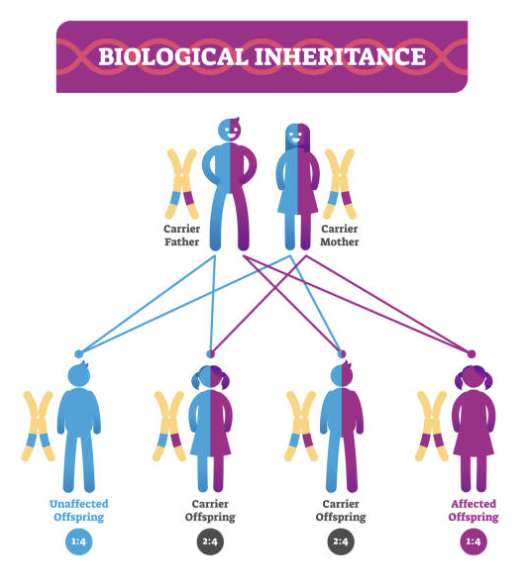 BIOLOGICAL INHERITANCE
Carrier
Father
Carrier
Mother
Unaffected
Offspring
1:4
Carrier
Offspring
2:4
Carrier
Offspring
2:4
Affected
Offspring
1:4